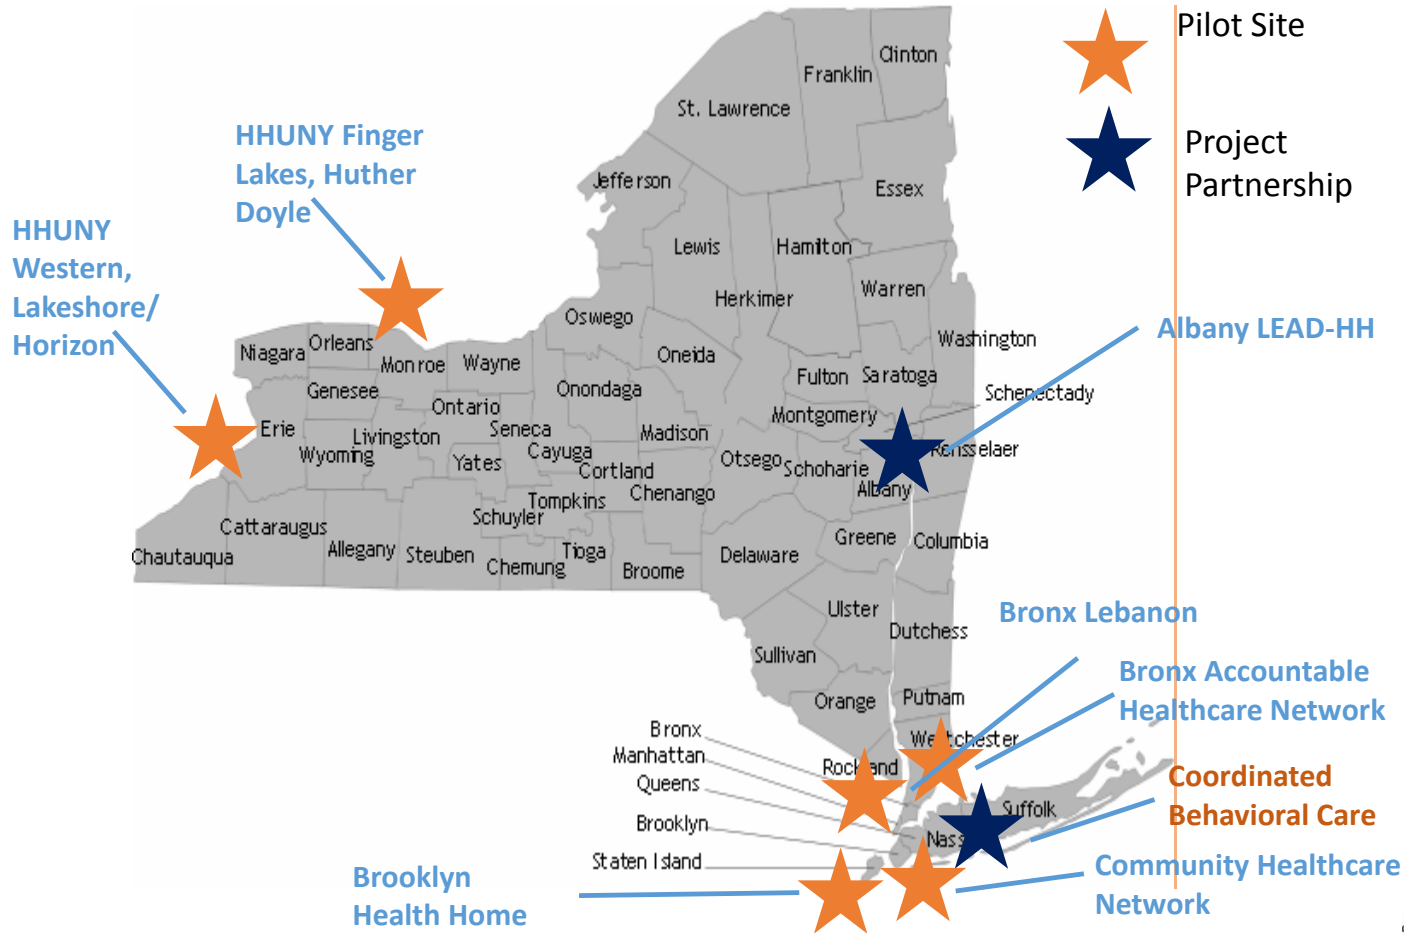 Pilot Site
Project
Partnership
HHUNY Finger
Lakes, Huther
Doyle
HHUNY
Western,
Lakeshore/
Horizon
Albany LEAD-HH
Bronx Lebanon
Bronx Accountable
Healthcare Network
Coordinated
Behavioral Care
Community Healthcare
Network
Brooklyn
Health Home
Clinton
Franklin
St. Lawrence
Jefferson
Essex
Lewis
Hamilton
Herkimer
Warren
Washington
Oswego
Oneida
Niagara
Orleans
Monroe
Wayne
Fulton
Saratoga
Genesee
Onondaga
Schenectady
Ontario
Montgomery
Erie
Livingston
Seneca
Madison
Wyoming
Yates
Cayuga
Cortland
Otsego
Schoharie
Rensselaer
Albany
Chenango
Tompkins
Schuyler
Cattaraugus
Chautauqua
Allegany
Steuben
Chemung
Tioga
Broome
Delaware
Greene
Columbia
Ulster
Dutchess
Sullivan
Orange
Putnam
Westchester
Rockland
Bronx
Manhattan
Queens
Brooklyn
Staten Island
Suffolk
Nass